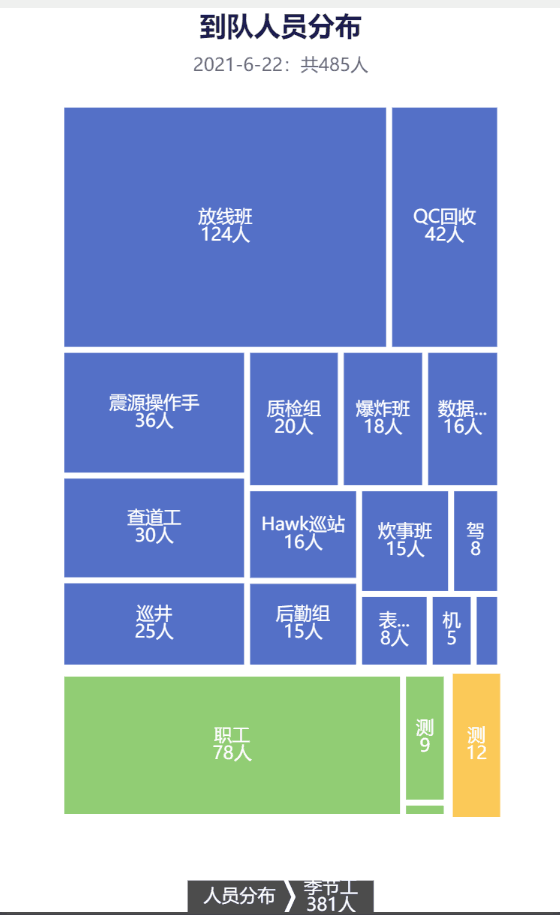 到队人员分布
2021-6-22：共485人
放线班
124人
QC回收
42人
震源操作手
36人
质检组
20人
爆炸班
18人
数据...
16人
查道工
30人
Hawk巡站
16人
炊事班
15人
驾
8
巡井
25人
后勤组
15人
表...
8人
机
5
职工
78人
测
9
测
12
人员分布
季节工
381人